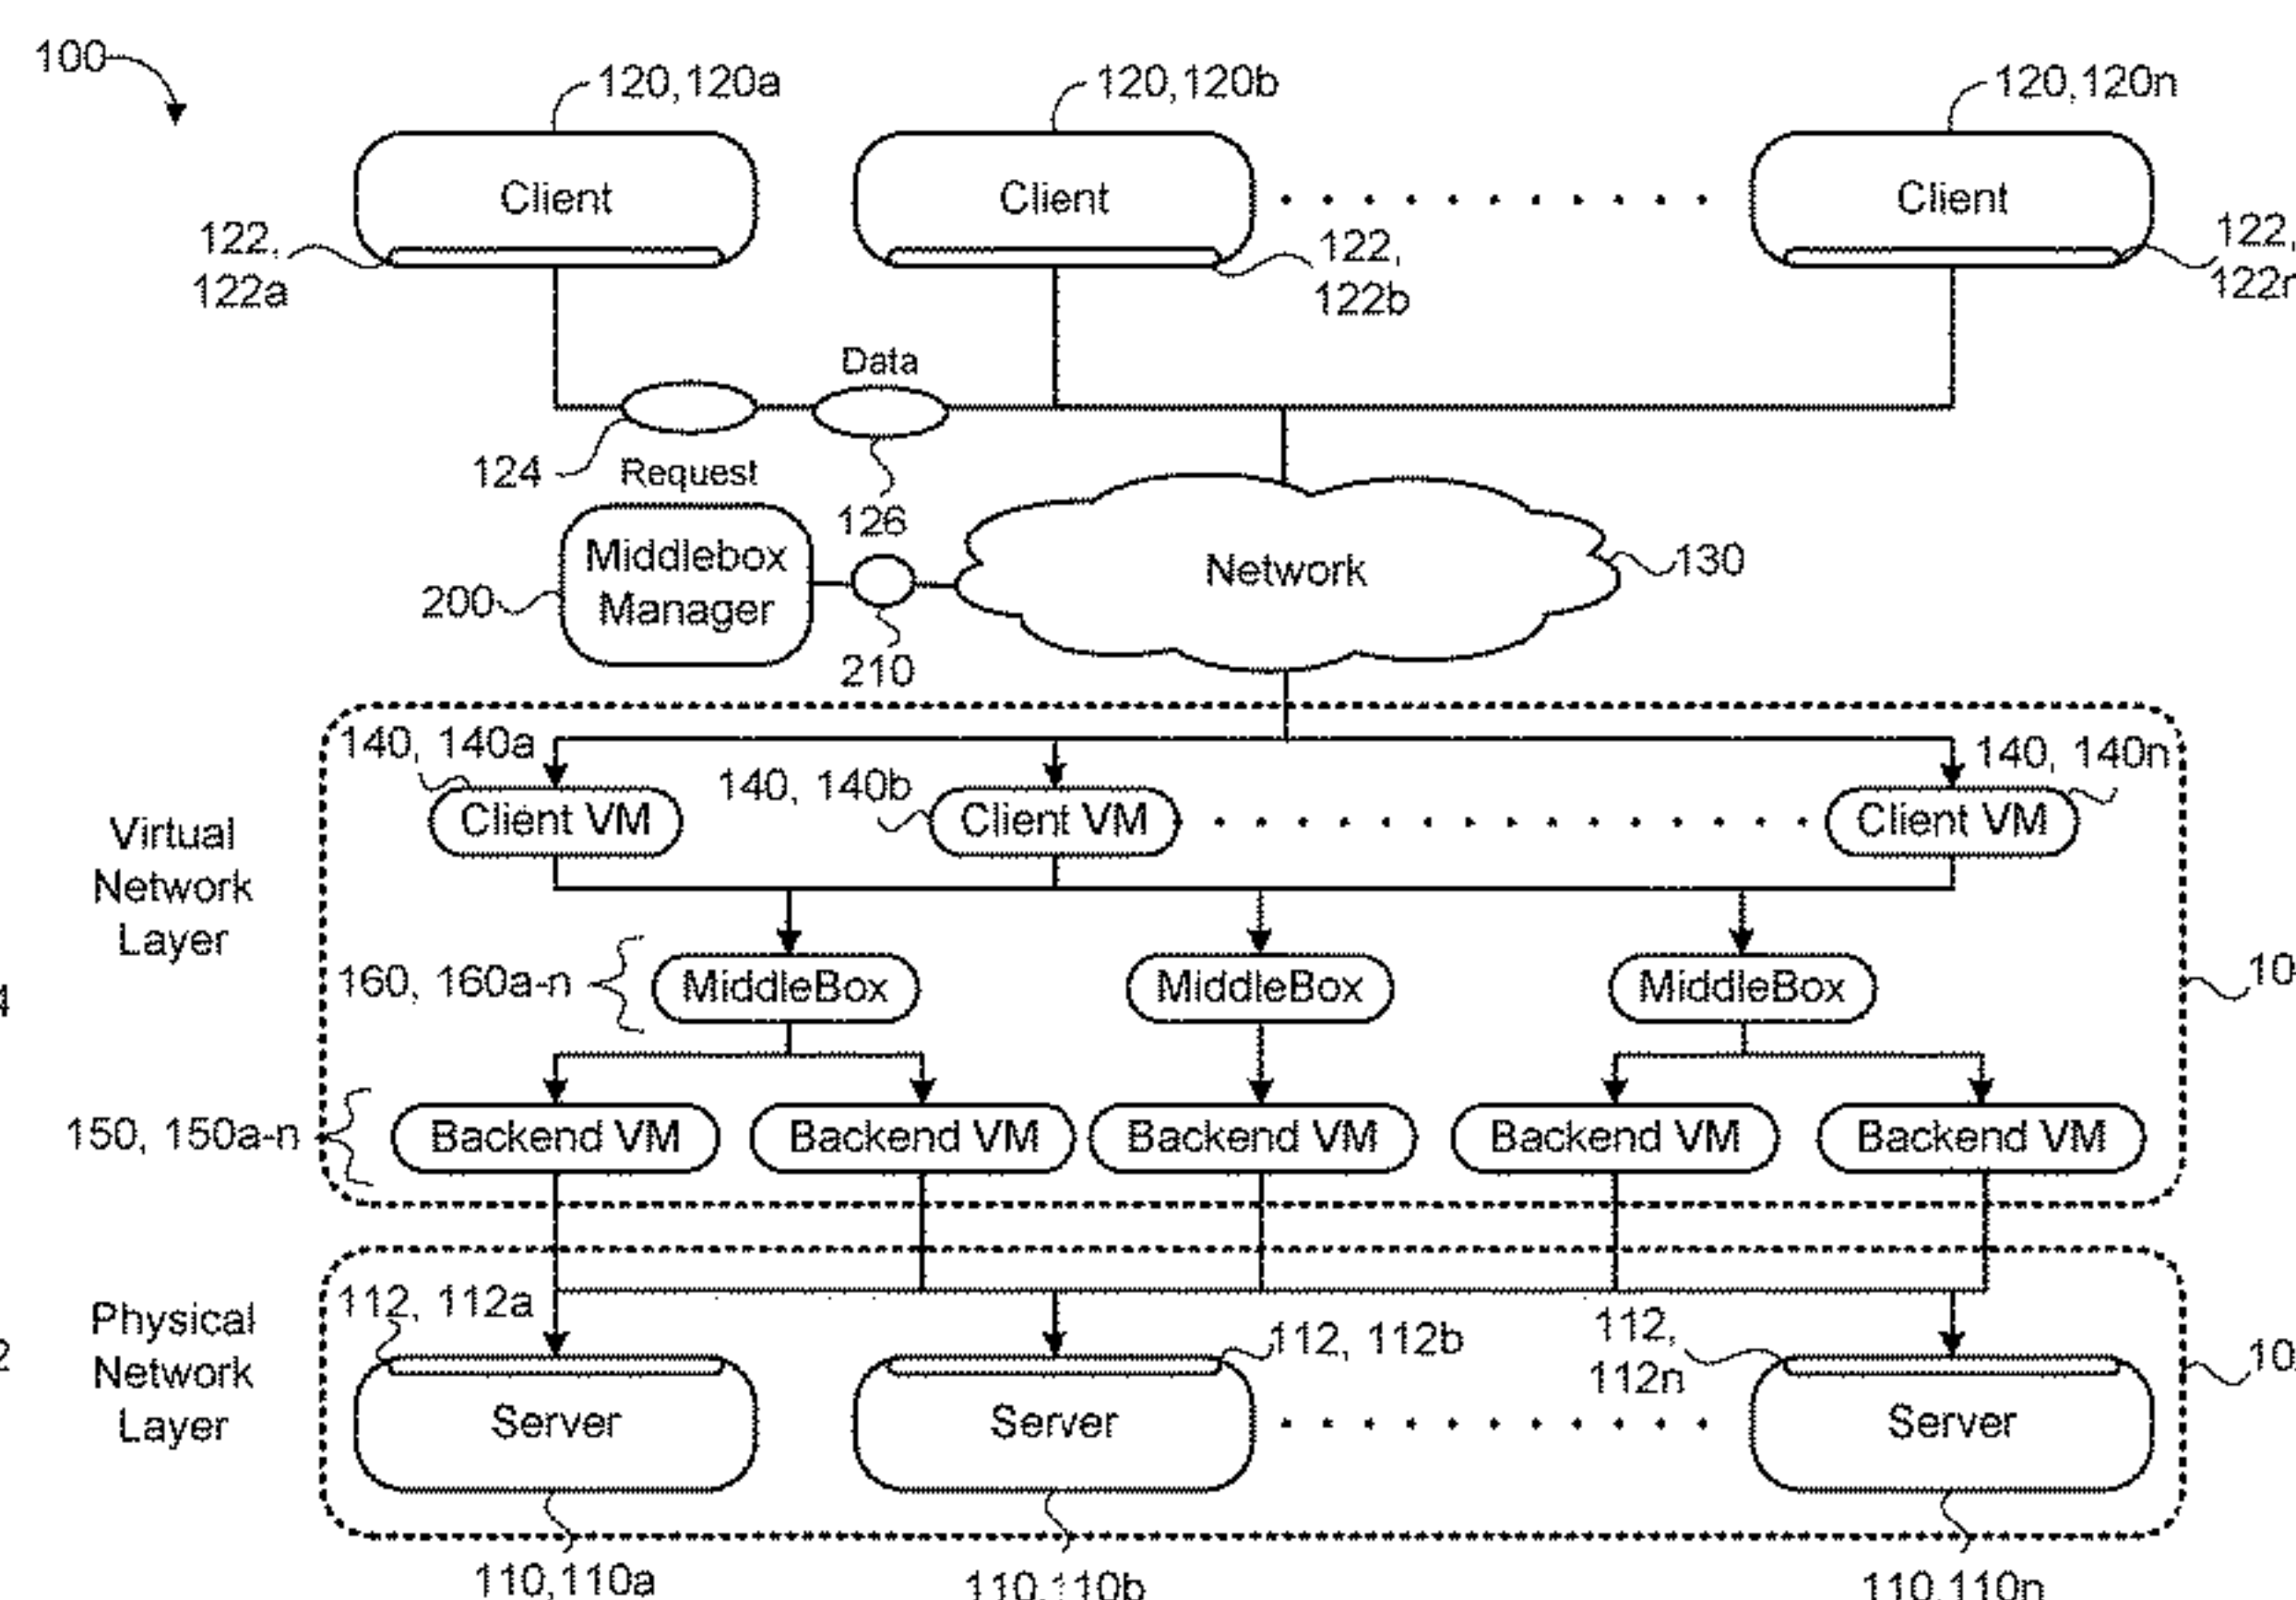 100
120,120a
120,120b
120,120n
Client
Client
Client
122,
122a
122,
122b
122,
Data
124
Request
126
Middlebox
Manager
200
210
Network
130
140, 140a
140, 140b
140, 140n
Client VM
Client VM
Client VM
Virtual
Network
Layer
160, 160a-n
MiddleBox
MiddleBox
MiddleBox
150, 150a-n
Backend VM
Backend VM
Backend VM
Backend VM
Backend VM
Physical
Network
Layer
112, 112a
112, 112b
112,
112n
Server
Server
Server
110,110a
110,110b
110,110n